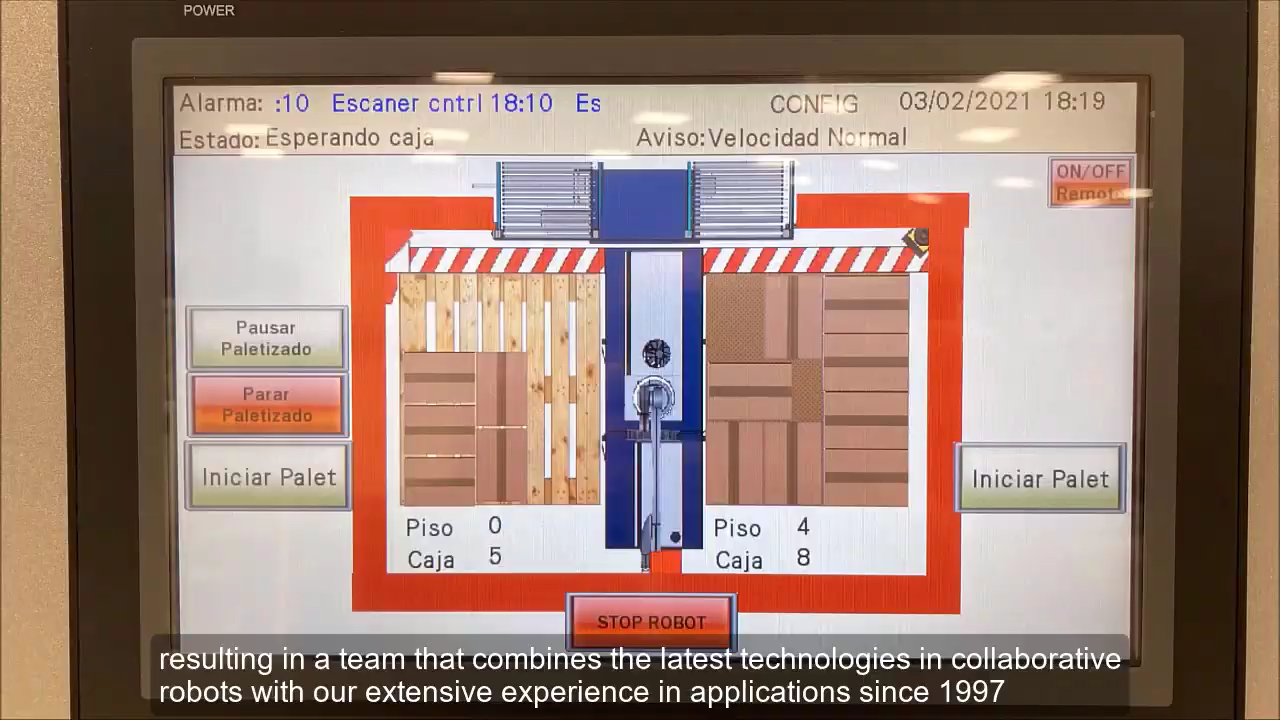 POWER
Alarma: :10 Escaner cntrl 18:10 Es
CONFIG
03/02/2021 18:19
Estado: Esperando caja
Aviso: Velocidad Normal
ON/OFF
Remoto
Pausar
Paletizado
Parar
Paletizado
Iniciar Palet
Iniciar Palet
Piso 0
Caja 5
Piso 4
Caja 8
STOP ROBOT
resulting in a team that combines the latest technologies in collaborative
robots with our extensive experience in applications since 1997